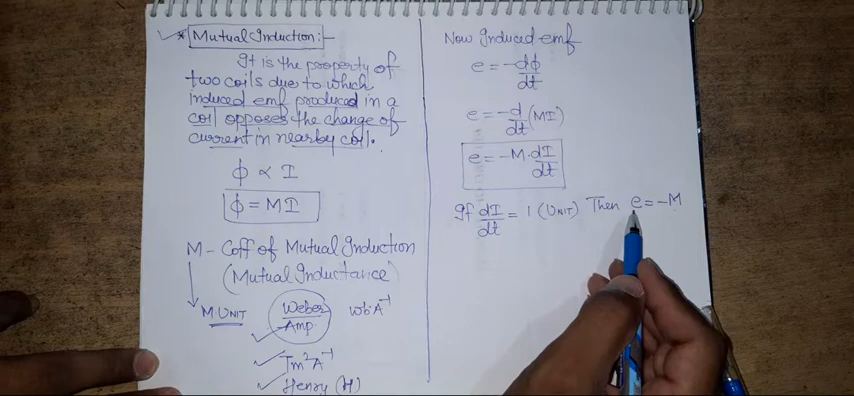 * Mutual Induction:-
It is the property of
two coils due to which
induced emf produced in a
coil opposes the change of
current in nearby coil.
ϕ ∝ I
ϕ = MI
M - Coff of Mutual Induction
(Mutual Inductance)
M UNIT Weber/Amp. Wb·A⁻¹
Tm²A⁻¹
Henry (H)
Now Induced emf
e = -dϕ/dt
e = -d/dt (MI)
e = -M·dI/dt
If dI/dt = 1 (UNIT) Then e = -M